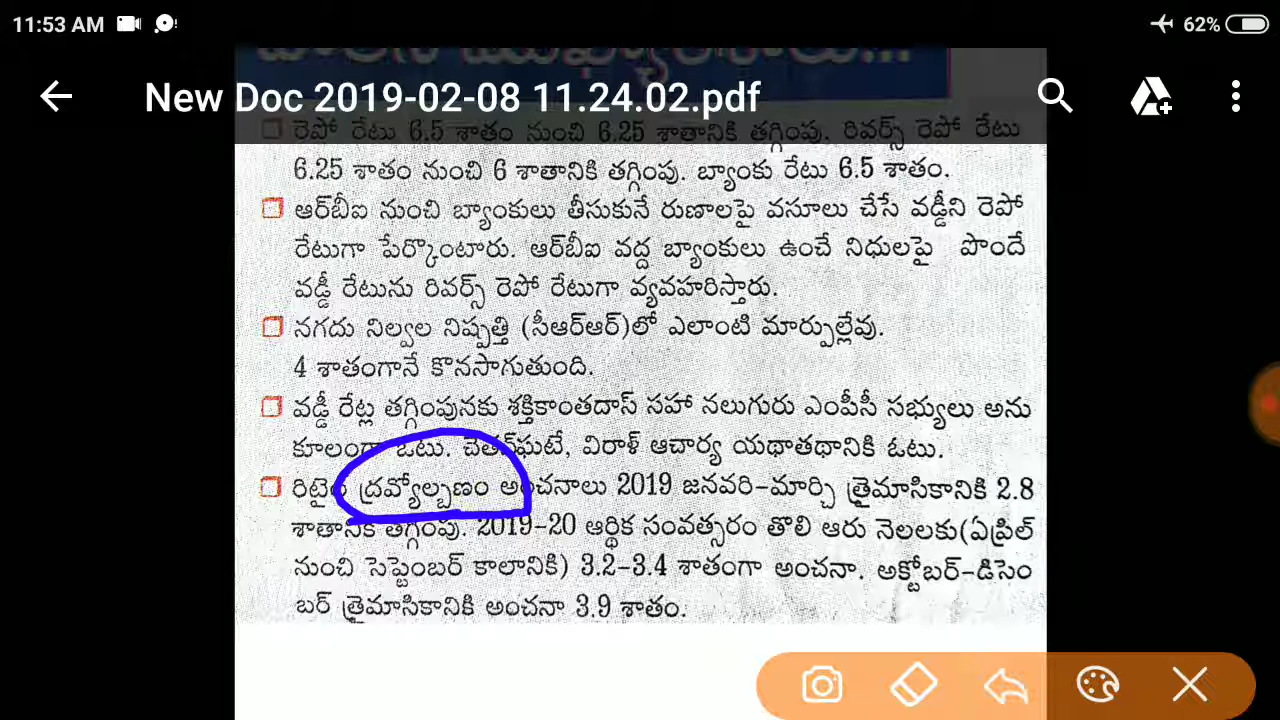 11:53 AM 62%
New Doc 2019-02-08 11.24.02.pdf
రెపో రేటు 6.5 శాతం నుంచి 6.25 శాతానికి తగ్గింపు. రివర్స్ రెపో రేటు
6.25 శాతం నుంచి 6 శాతానికి తగ్గింపు. బ్యాంకు రేటు 6.5 శాతం.
ఆర్‌బీఐ నుంచి బ్యాంకులు తీసుకునే రుణాలపై వసూలు చేసే వడ్డీని రెపో
రేటుగా పేర్కొంటారు. ఆర్‌బీఐ వద్ద బ్యాంకులు ఉంచే నిధులపై పొందే
వడ్డీ రేటును రివర్స్ రెపో రేటుగా వ్యవహరిస్తారు.
నగదు నిల్వల నిష్పత్తి (సీఆర్ఆర్)లో ఎలాంటి మార్పుల్లేవు.
4 శాతంగానే కొనసాగుతుంది.
వడ్డీ రేట్ల తగ్గింపునకు శక్తికాంతదాస్ సహా నలుగురు ఎంపీసీ సభ్యులు అను
కూలంగా ఓటు. చేతన్‌ఘటే, విరాళ్ ఆచార్య యథాతథానికి ఓటు.
రిటైల్ ద్రవ్యోల్బణం అంచనాలు 2019 జనవరి-మార్చి త్రైమాసికానికి 2.8
శాతానికి తగ్గింపు. 2019-20 ఆర్థిక సంవత్సరం తొలి ఆరు నెలలకు(ఏప్రిల్
నుంచి సెప్టెంబర్ కాలానికి) 3.2-3.4 శాతంగా అంచనా. అక్టోబర్-డిసెం
బర్ త్రైమాసికానికి అంచనా 3.9 శాతం.